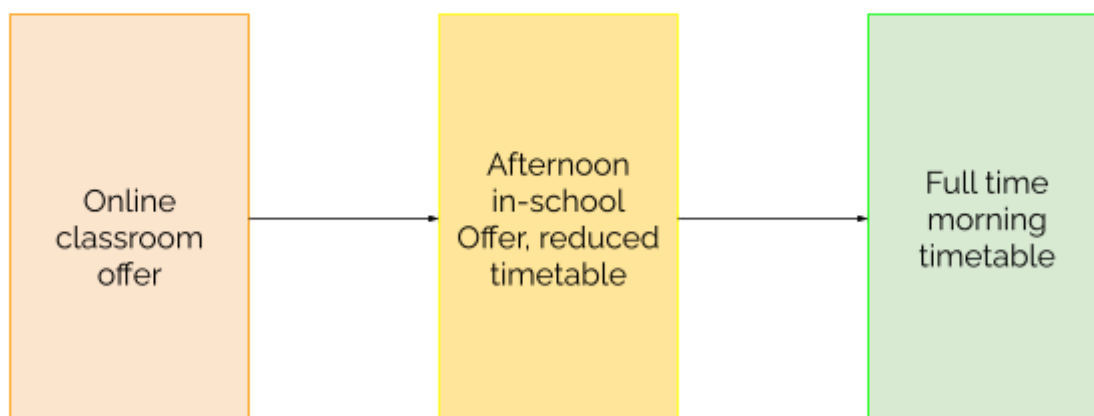 Online
classroom
offer
Afternoon
in-school
Offer, reduced
timetable
Full time
morning
timetable